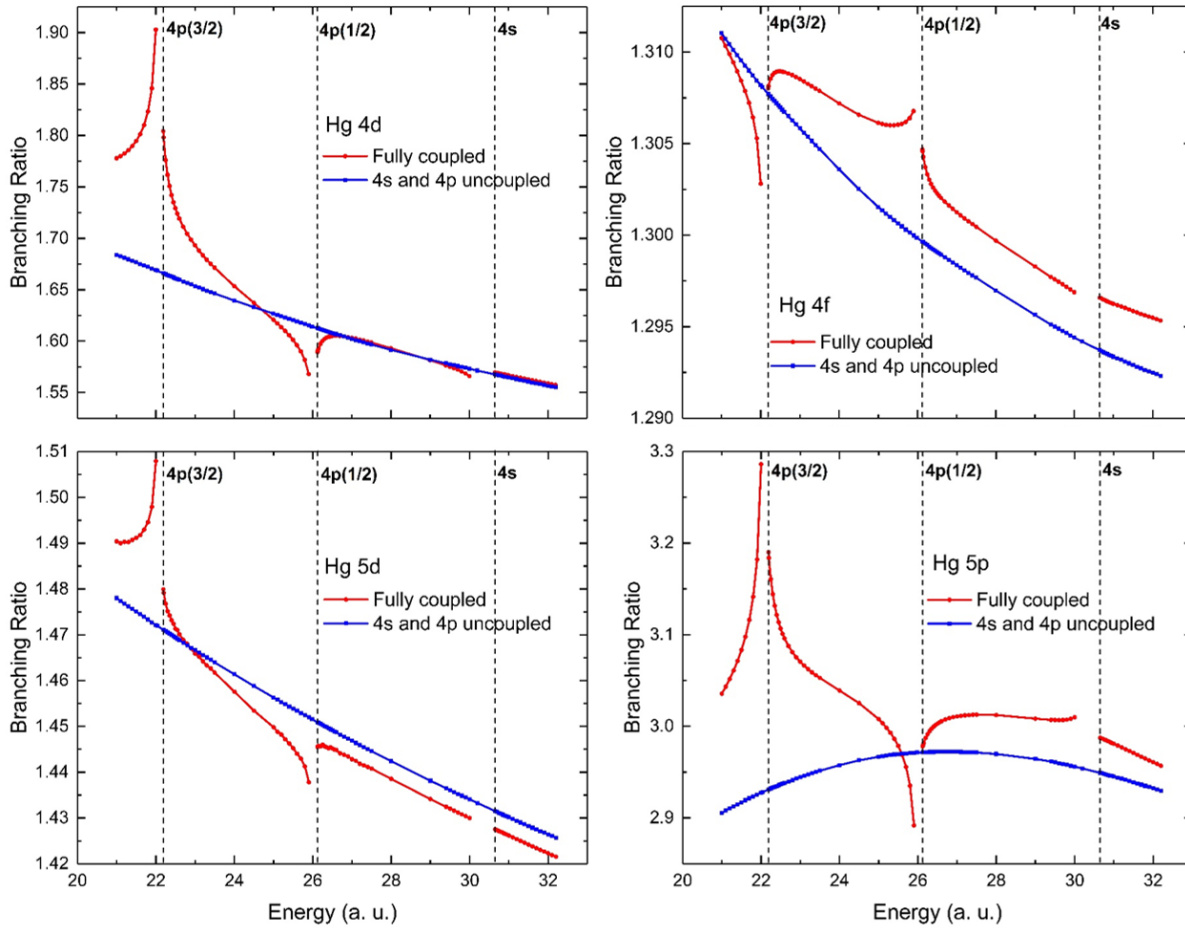 1.90
1.85
1.80
1.75
1.70
1.65
1.60
1.55
Branching Ratio
4p(3/2)
4p(1/2)
4s
Hg 4d
Fully coupled
4s and 4p uncoupled
1.310
1.305
1.300
1.295
1.290
Branching Ratio
4p(3/2)
4p(1/2)
4s
Hg 4f
Fully coupled
4s and 4p uncoupled
1.51
1.50
1.49
1.48
1.47
1.46
1.45
1.44
1.43
1.42
Branching Ratio
4p(3/2)
4p(1/2)
4s
Hg 5d
Fully coupled
4s and 4p uncoupled
20 22 24 26 28 30 32
Energy (a. u.)
3.3
3.2
3.1
3.0
2.9
Branching Ratio
4p(3/2)
4p(1/2)
4s
Hg 5p
Fully coupled
4s and 4p uncoupled
20 22 24 26 28 30 32
Energy (a. u.)